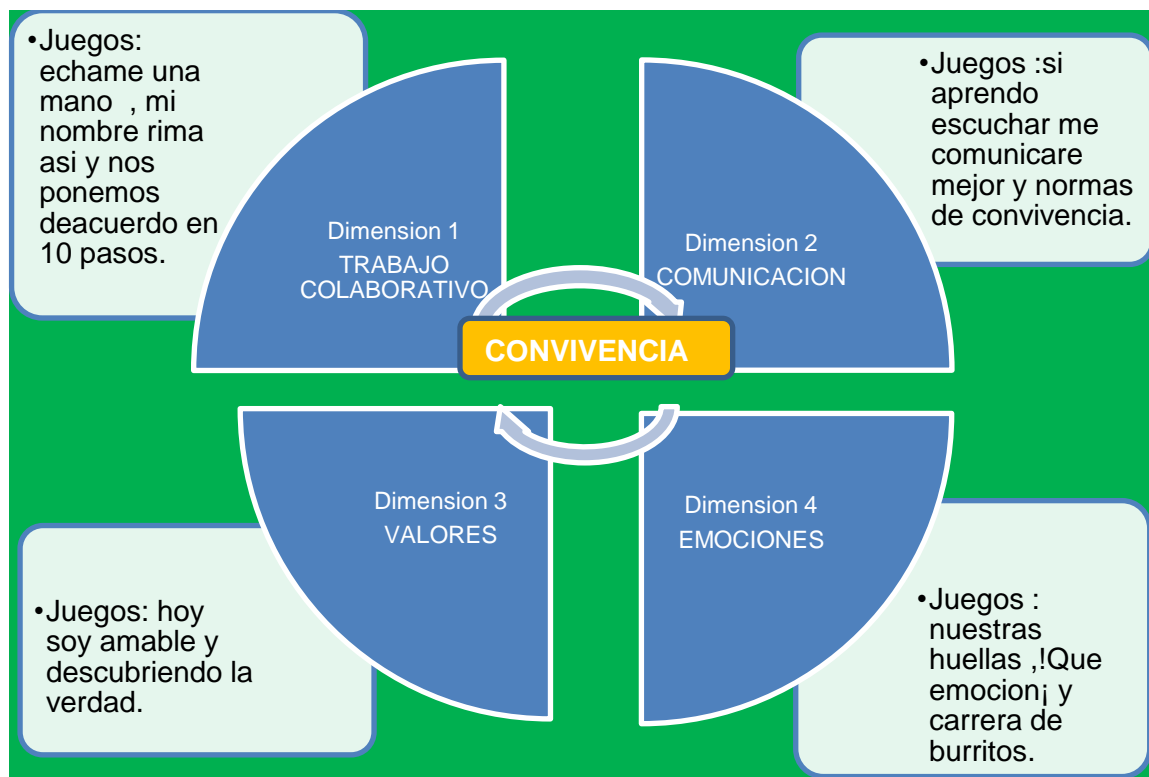 •Juegos:
echame una
mano , mi
nombre rima
asi y nos
ponemos
deacuerdo en
10 pasos.
Dimension 1
TRABAJO
COLABORATIVO
•Juegos :si
aprendo
escuchar me
comunicare
mejor y normas
de convivencia.
Dimension 2
COMUNICACION
CONVIVENCIA
Dimension 3
VALORES
•Juegos: hoy
soy amable y
descubriendo la
verdad.
Dimension 4
EMOCIONES
•Juegos :
nuestras
huellas ,!Que
emocion¡ y
carrera de
burritos.